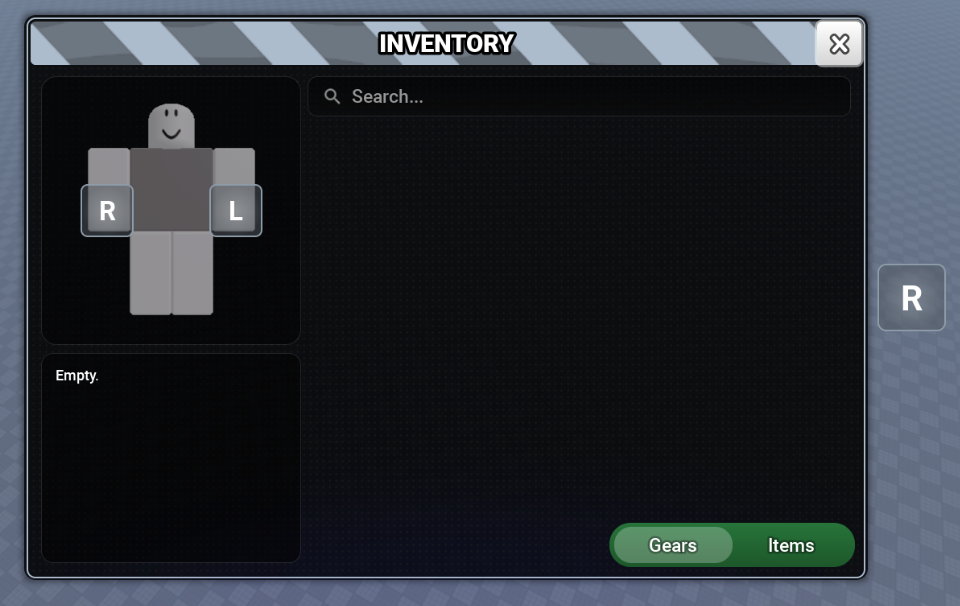 INVENTORY
Search...
R
L
R
Empty.
Gears
Items